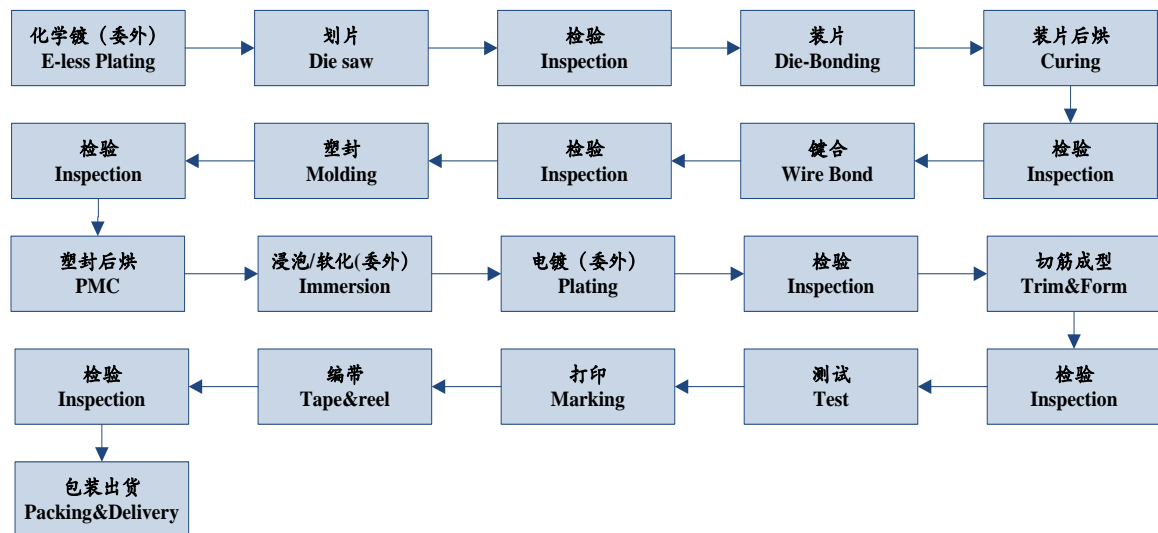 化学镀（委外）
E-less Plating
划片
Die saw
检验
Inspection
装片
Die-Bonding
装片后烘
Curing
检验
Inspection
键合
Wire Bond
检验
Inspection
塑封
Molding
检验
Inspection
塑封后烘
PMC
浸泡/软化(委外）
Immersion
电镀（委外）
Plating
检验
Inspection
切筋成型
Trim&Form
检验
Inspection
测试
Test
打印
Marking
编带
Tape&reel
检验
Inspection
包装出货
Packing&Delivery